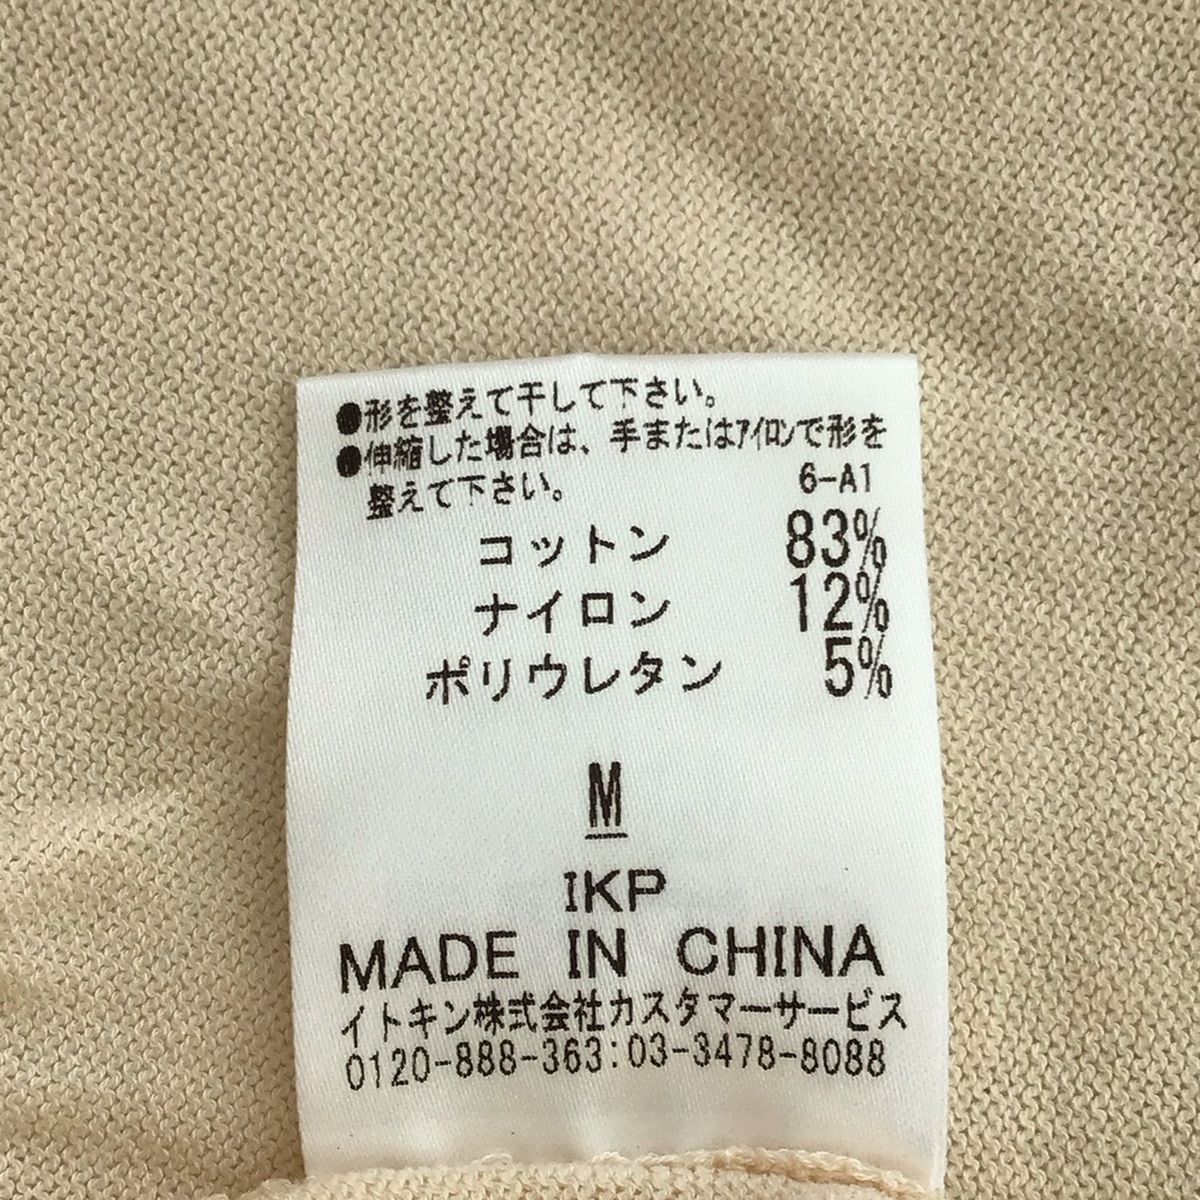 ●形を整えて干して下さい。
●伸縮した場合は、手またはｱｲﾛﾝで形を
整えて下さい。 6-A1
コットン 83%
ナイロン 12%
ポリウレタン 5%
M
IKP
MADE IN CHINA
イトキン株式会社カスタマーサービス
0120-888-363:03-3478-8088